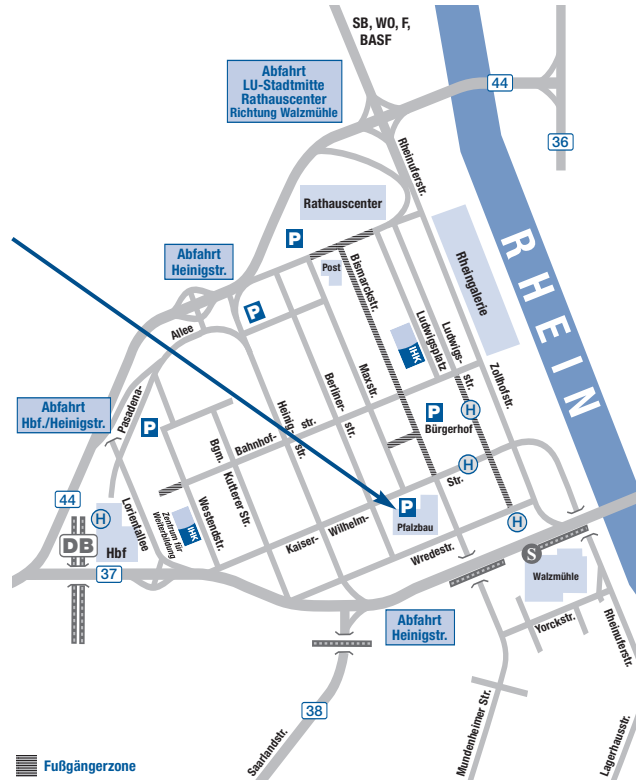 SB, WO, F,
BASF
Abfahrt
LU-Stadtmitte
Rathauscenter
Richtung Walzmühle
44
36
Rheinuferstr.
Rathauscenter
P
RHEIN
Abfahrt
Heinigstr.
Post
Bismarckstr.
Rheingalerie
P
Allee
IHK
Ludwigsplatz
Ludwigs-
str.
Zollhofstr.
Pasadena-
Maxstr.
Berliner-
str.
Heinig
str.
Abfahrt
Hbf./Heinigstr.
P
P
Bürgerhof
H
Bgm.
Kutterer Str.
Bahnhof-
str.
H
Str.
44
H
Lorientallee
Hbf
Zentrum für
Weiterbildung
IHK
Westendstr.
Kaiser-
Wilhelm-
P
Pfalzbau
H
DB
37
Wredestr.
S
Walzmühle
Abfahrt
Heinigstr.
Yorckstr.
Rheinuferstr.
38
Saarlandstr.
Mundenheimer Str.
Lagerhausstr.
Fußgängerzone